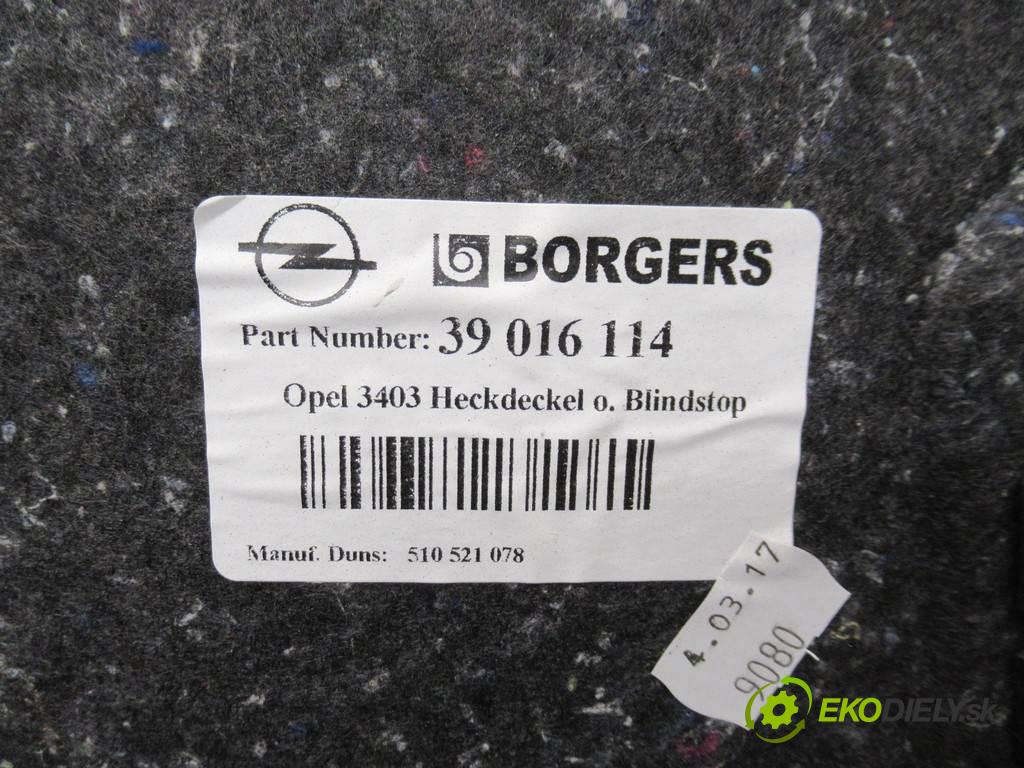 BORGERS
Part Number: 39 016 114
Opel 3403 Heckdeckel o. Blindstop
Manuf. Duns: 510 521 078
4.03.17
9080
EKODIELY.sk